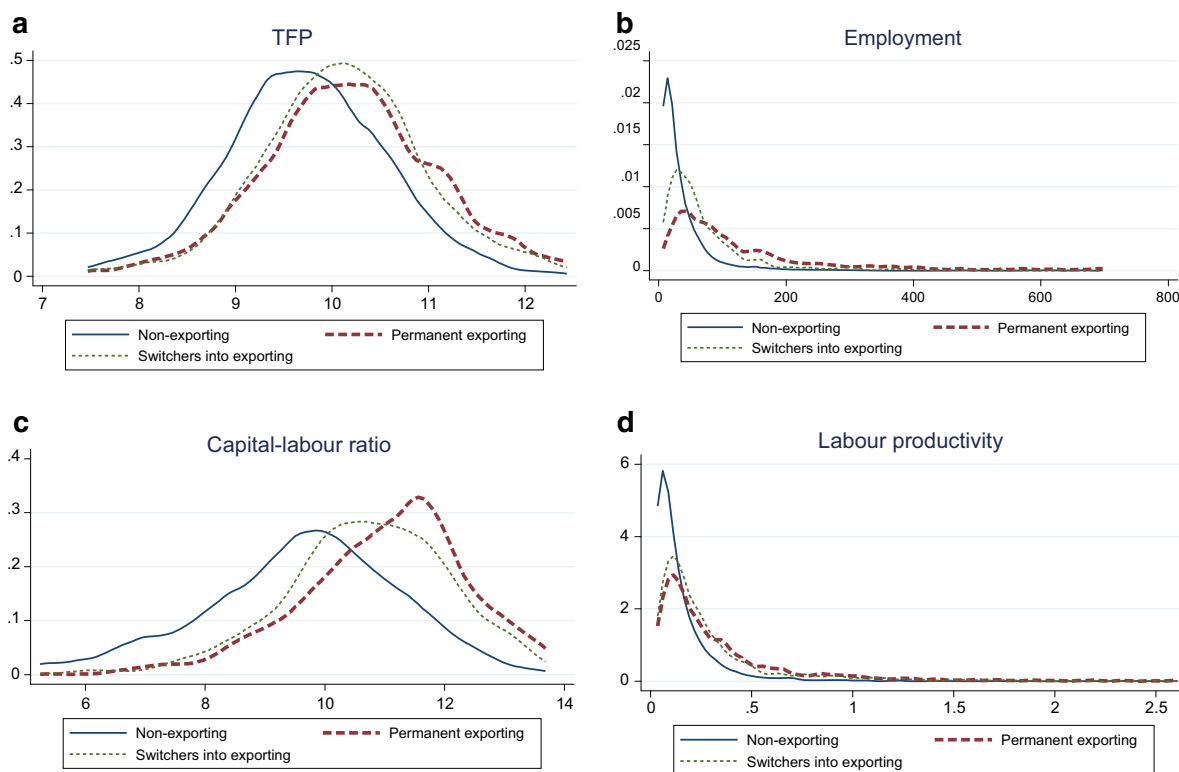 a
TFP
.5
.4
.3
.2
.1
0
7 8 9 10 11 12
Non-exporting Permanent exporting
Switchers into exporting
b
Employment
.025
.02
.015
.01
.005
0
0 200 400 600 800
Non-exporting Permanent exporting
Switchers into exporting
c
Capital-labour ratio
.4
.3
.2
.1
0
6 8 10 12 14
Non-exporting Permanent exporting
Switchers into exporting
d
Labour productivity
6
4
2
0
0 .5 1 1.5 2 2.5
Non-exporting Permanent exporting
Switchers into exporting